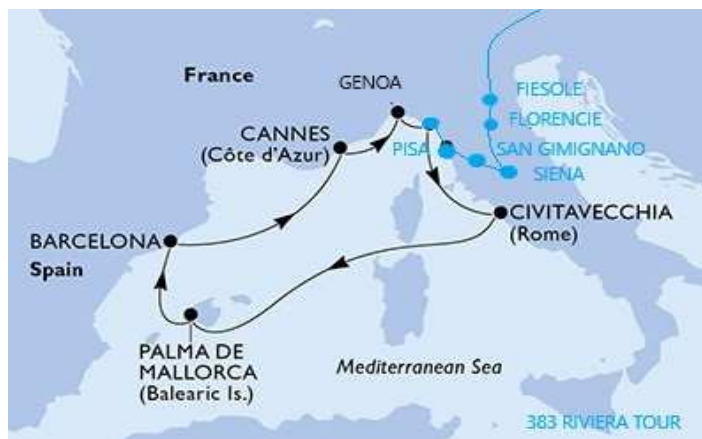 France
GENOA
FIESOLE
FLORENCIE
CANNES
(Côte d'Azur)
PISA
SAN GIMIGNANO
SIENA
CIVITAVECCHIA
(Rome)
BARCELONA
Spain
PALMA DE
MALLORCA
(Balearic Is.)
Mediterranean Sea
383 RIVIERA TOUR